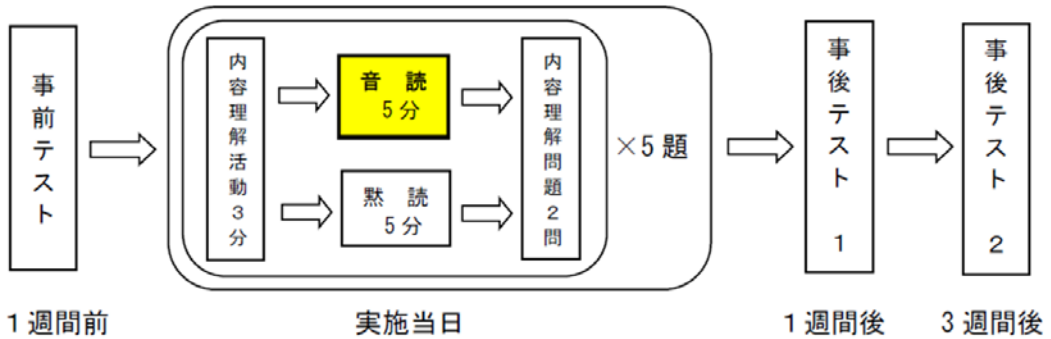 事前テスト
内容理解活動3分
音 読
5分
黙 読
5分
内容理解問題2問
×5題
事後テスト 1
事後テスト 2
1週間前
実施当日
1週間後
3週間後